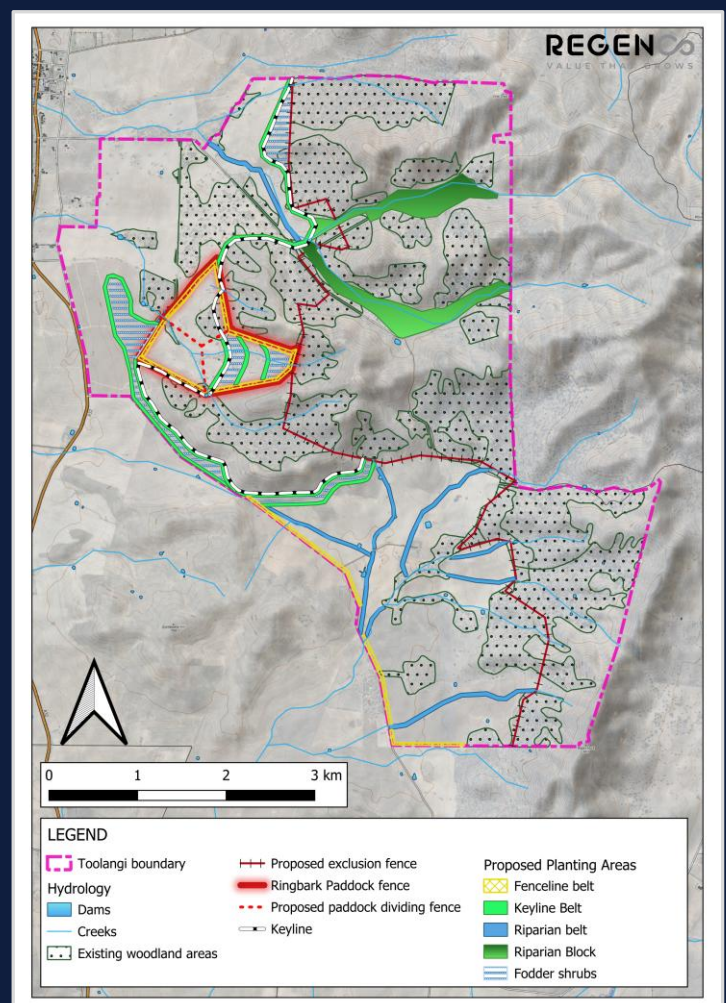 REGENCO
VALUE THAT GROWS
0 1 2 3 km
LEGEND
Toolangi boundary
Hydrology
Dams
Creeks
Existing woodland areas
Proposed exclusion fence
Ringbark Paddock fence
Proposed paddock dividing fence
Keyline
Proposed Planting Areas
Fenceline belt
Keyline Belt
Riparian belt
Riparian Block
Fodder shrubs